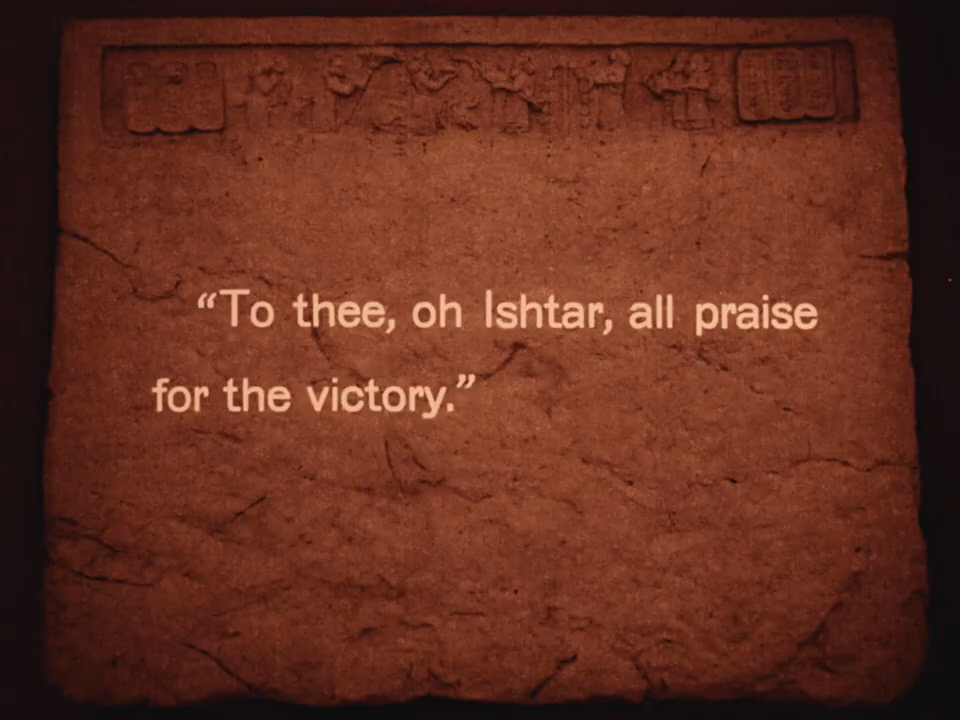 “To thee, oh Ishtar, all praise
for the victory.”